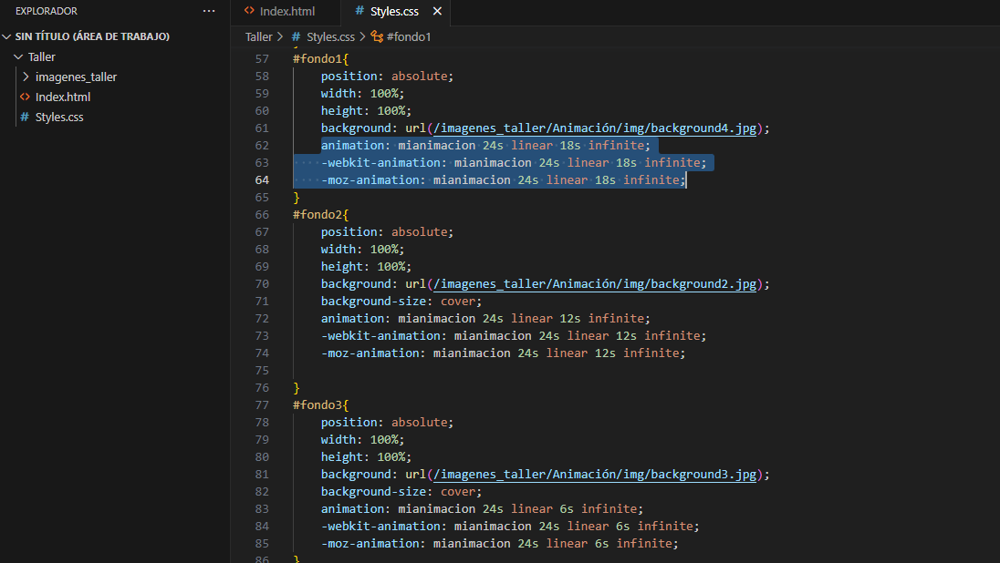 EXPLORADOR ...
SIN TÍTULO (ÁREA DE TRABAJO)
Taller
imagenes_taller
Index.html
Styles.css
Index.html
# Styles.css
Taller > # Styles.css > #fondo1
57 #fondo1{
58 position: absolute;
59 width: 100%;
60 height: 100%;
61 background: url(/imagenes_taller/Animación/img/background4.jpg);
62 animation: mianimacion 24s linear 18s infinite;
63 -webkit-animation: mianimacion 24s linear 18s infinite;
64 -moz-animation: mianimacion 24s linear 18s infinite;
65 }
66 #fondo2{
67 position: absolute;
68 width: 100%;
69 height: 100%;
70 background: url(/imagenes_taller/Animación/img/background2.jpg);
71 background-size: cover;
72 animation: mianimacion 24s linear 12s infinite;
73 -webkit-animation: mianimacion 24s linear 12s infinite;
74 -moz-animation: mianimacion 24s linear 12s infinite;
75
76 }
77 #fondo3{
78 position: absolute;
79 width: 100%;
80 height: 100%;
81 background: url(/imagenes_taller/Animación/img/background3.jpg);
82 background-size: cover;
83 animation: mianimacion 24s linear 6s infinite;
84 -webkit-animation: mianimacion 24s linear 6s infinite;
85 -moz-animation: mianimacion 24s linear 6s infinite;
86 }